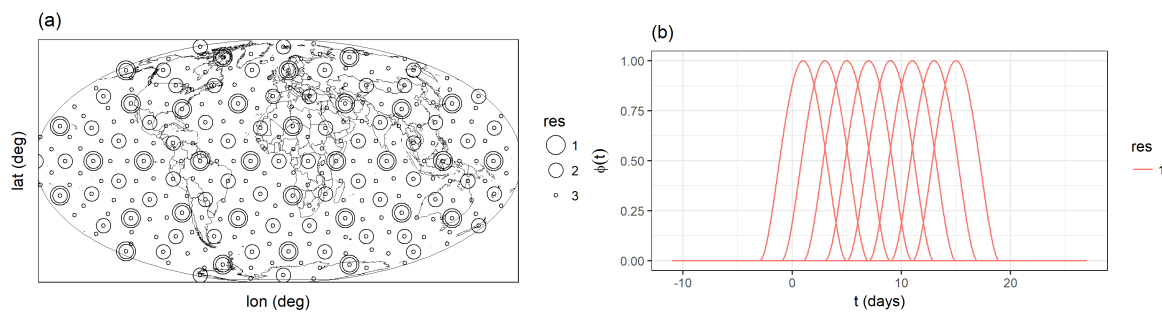 (a)
lat (deg)
lon (deg)
res
1
2
3
(b)
1.00
0.75
0.50
0.25
0.00
ϕ(t)
-10
0
10
20
t (days)
res
1